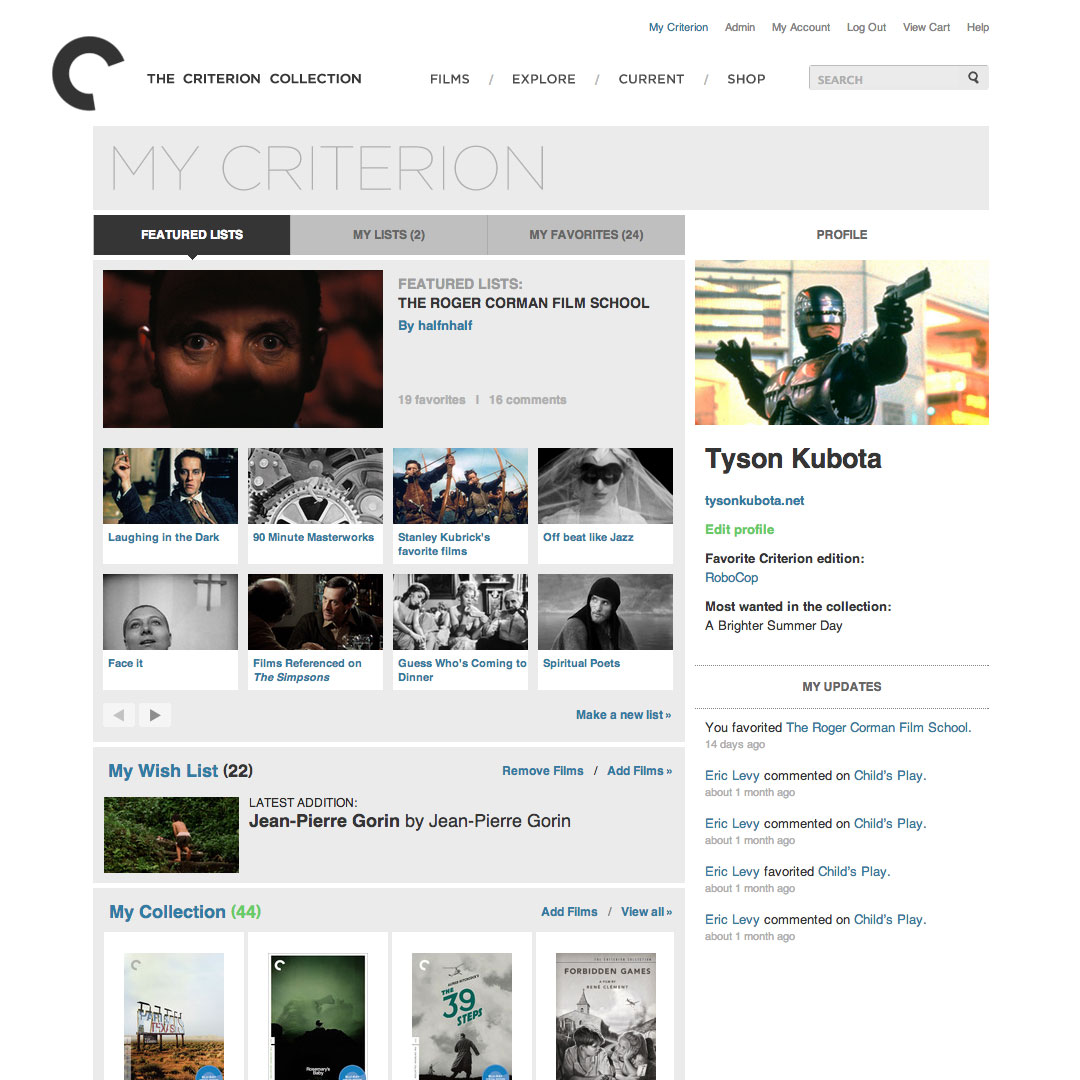 My Criterion Admin My Account Log Out View Cart Help
THE CRITERION COLLECTION
FILMS / EXPLORE / CURRENT / SHOP
SEARCH
MY CRITERION
FEATURED LISTS
MY LISTS (2)
MY FAVORITES (24)
PROFILE
FEATURED LISTS:
THE ROGER CORMAN FILM SCHOOL
By halfnhalf
19 favorites | 16 comments
Laughing in the Dark
90 Minute Masterworks
Stanley Kubrick's
favorite films
Off beat like Jazz
Face it
Films Referenced on
The Simpsons
Guess Who's Coming to
Dinner
Spiritual Poets
Make a new list »
My Wish List (22)
Remove Films / Add Films »
LATEST ADDITION:
Jean-Pierre Gorin by Jean-Pierre Gorin
My Collection (44)
Add Films / View all »
PARIS,
TEXAS
Rosemary's
Baby
THE
39
STEPS
THE CRITERION COLLECTION
FORBIDDEN GAMES
A FILM BY
RENÉ CLÉMENT
Tyson Kubota
tysonkubota.net
Edit profile
Favorite Criterion edition:
RoboCop
Most wanted in the collection:
A Brighter Summer Day
MY UPDATES
You favorited The Roger Corman Film School.
14 days ago
Eric Levy commented on Child's Play.
about 1 month ago
Eric Levy commented on Child's Play.
about 1 month ago
Eric Levy favorited Child's Play.
about 1 month ago
Eric Levy commented on Child's Play.
about 1 month ago